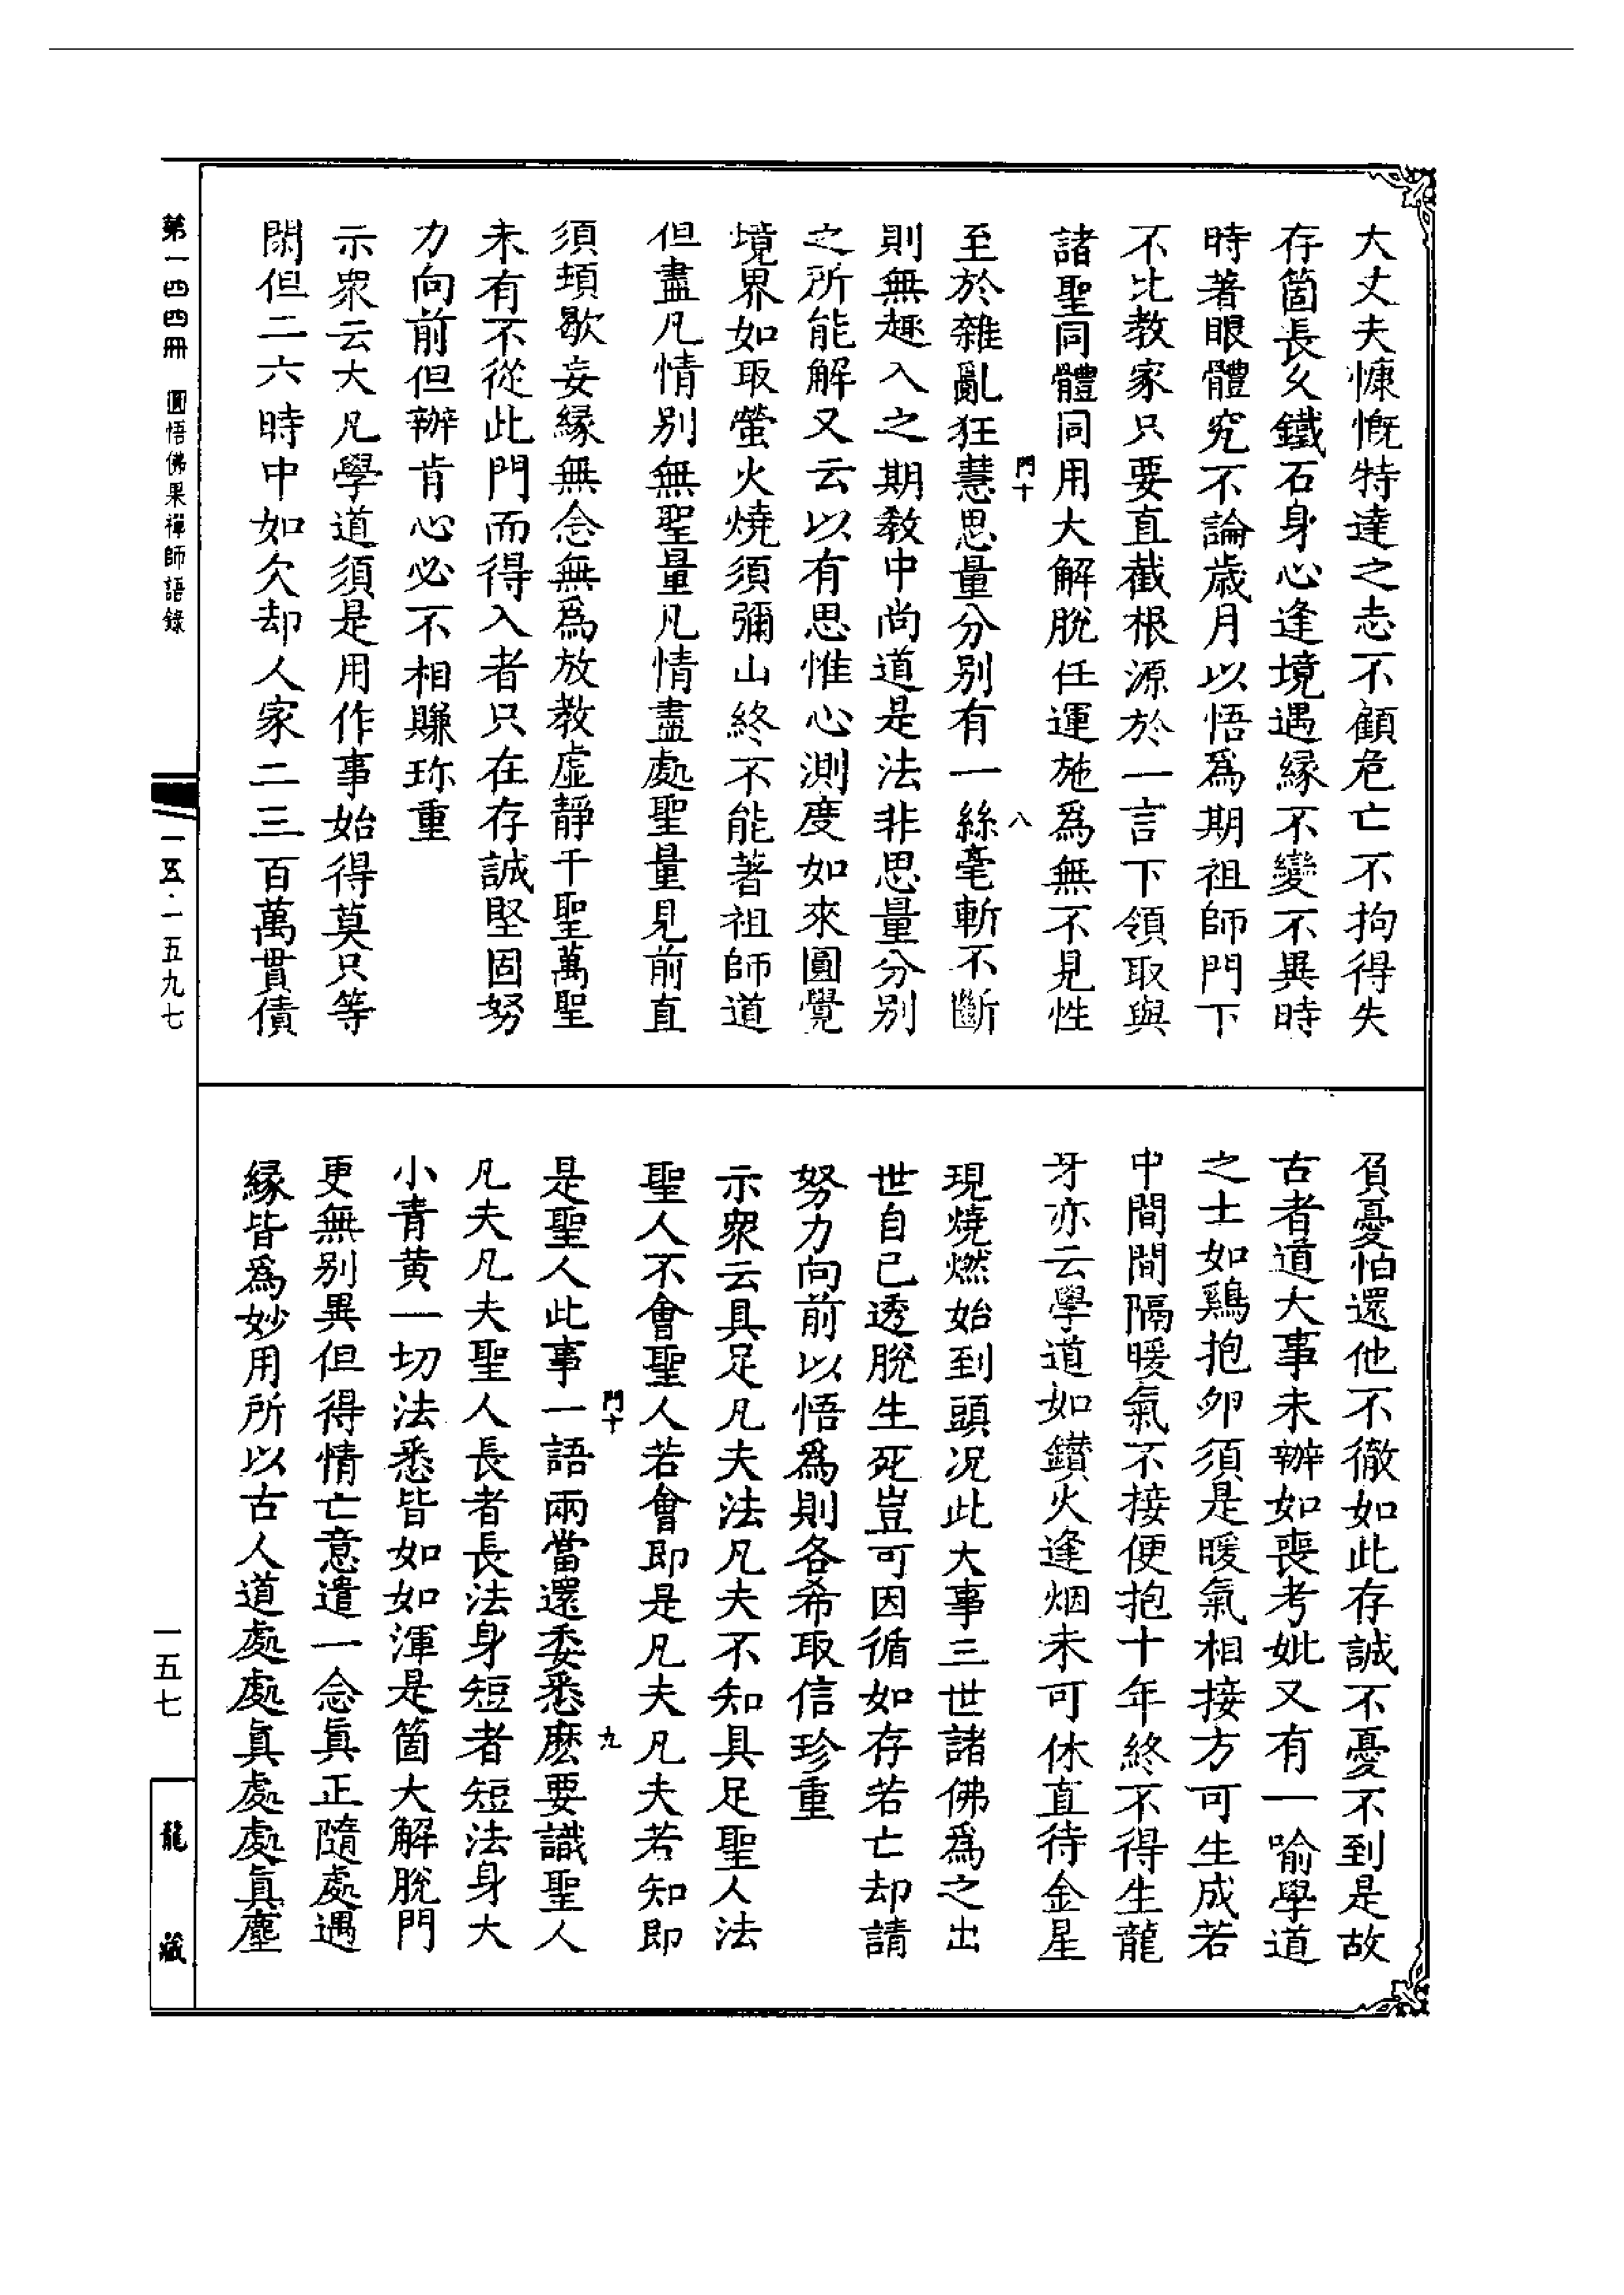 大丈夫慷慨特達之志不顧危亡不拘得失
存箇長久鐵石身心逢境遇緣不變不異時
時著眼體究不論歲月以悟爲期祖師門下
不比教家只要直截根源於一言下領取與
諸聖同體同用大解脫任運施爲無不見性
門十
八
至於雜亂狂慧思量分別有一絲毫斬不斷
則無趣入之期教中尚道是法非思量分別
之所能解又云以有思惟心測度如來圓覺
境界如取螢火燒須彌山終不能著祖師道
但盡凡情別無聖量凡情盡處聖量見前直
須頓歇妄緣無念無爲放教虛靜千聖萬聖
未有不從此門而得入者只在存誠堅固努
力向前但辦肯心必不相賺珎重
示眾云大凡學道須是用作事始得莫只等
閑但二六時中如欠却人家二三百萬貫債
負憂怕還他不徹如此存誠不憂不到是故
古者道大事未辦如喪考妣又有一喻學道
之士如鷄抱卵須是暖氣相接方可生成若
中間間隔暖氣不接便抱十年終不得生龍
牙亦云學道如鑽火逢烟未可休直待金星
現燒燃始到頭况此大事三世諸佛爲之出
世自己透脫生死豈可因循如存若亡却請
努力向前以悟爲則各希取信珍重
示眾云具足凡夫法凡夫不知具足聖人法
聖人不會聖人若會即是凡夫凡夫若知即
門十
九
是聖人此事一語兩當還委悉麽要識聖人
凡夫凡夫聖人長者長法身短者短法身大
小青黃一切法悉皆如如渾是箇大解脫門
更無別異但得情亡意遣一念眞正隨處遇
緣皆爲妙用所以古人道處處眞處處眞塵
第一四四冊 圓悟佛果禪師語錄
一五五·一五九七
一五七
龍藏